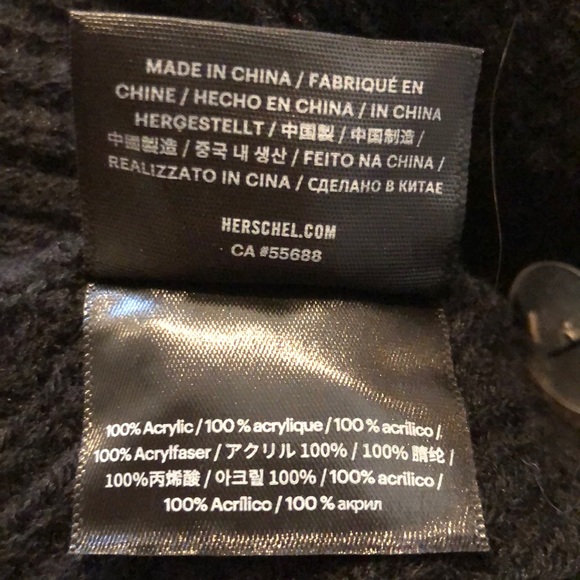 MADE IN CHINA / FABRIQUÉ EN
CHINE / HECHO EN CHINA / IN CHINA
HERGESTELLT / 中国製 / 中国制造 /
中國製造 / 중국 내 생산 / FEITO NA CHINA /
REALIZZATO IN CINA / СДЕЛАНО В КИТАЕ
HERSCHEL.COM
CA #55688
100% Acrylic / 100 % acrylique / 100 % acrílico /
100% Acrylfaser / アクリル 100% / 100% 腈纶 /
100%丙烯酸 / 아크릴 100% / 100% acrilico /
100% Acrílico / 100 % акрил